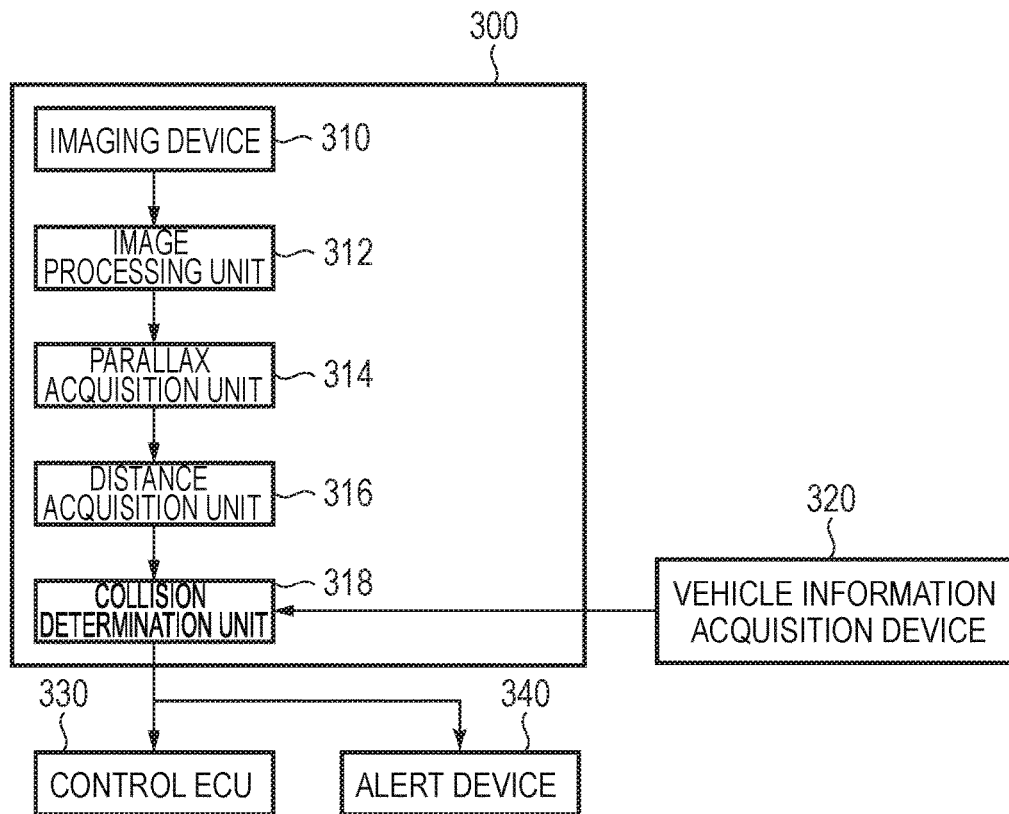 300
IMAGING DEVICE
310
IMAGE
PROCESSING UNIT
312
PARALLAX
ACQUISITION UNIT
314
DISTANCE
ACQUISITION UNIT
316
COLLISION
DETERMINATION UNIT
318
320
VEHICLE INFORMATION
ACQUISITION DEVICE
330
CONTROL ECU
340
ALERT DEVICE